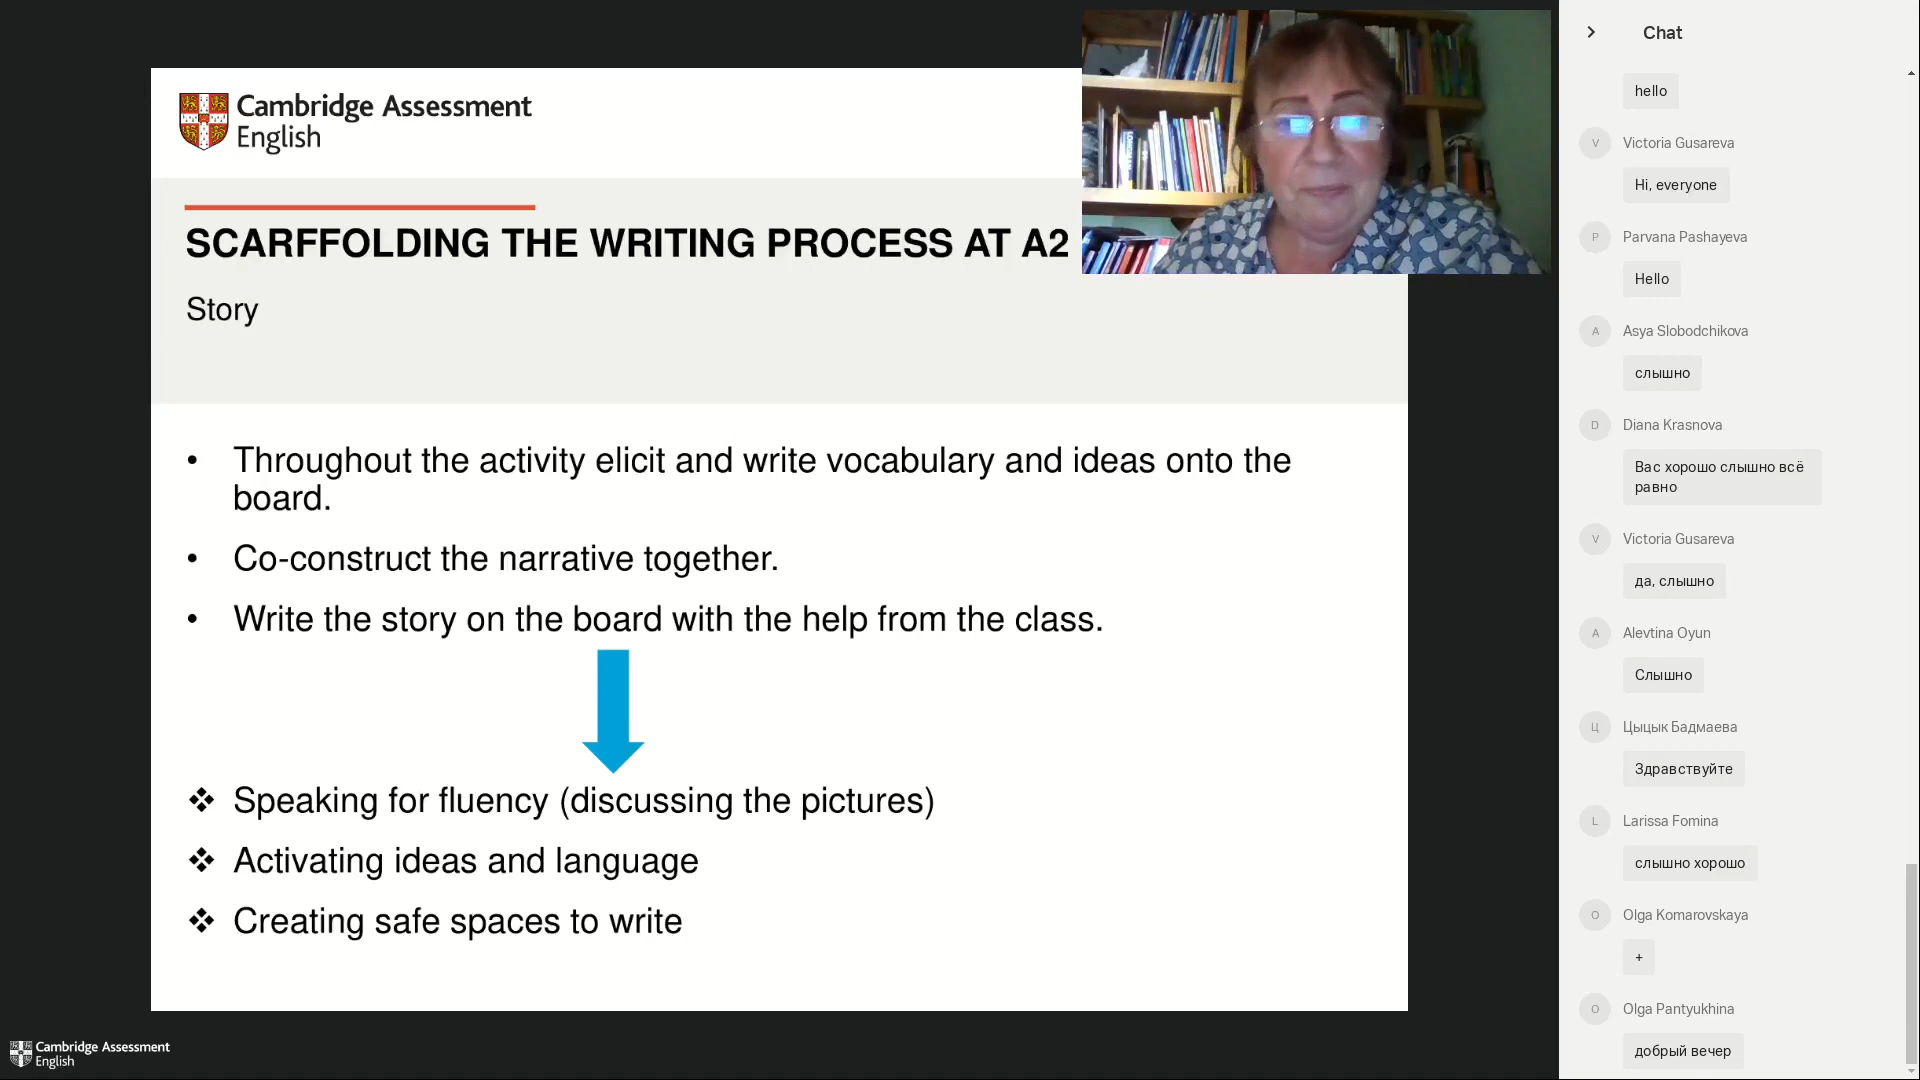 Cambridge Assessment
English
SCARFFOLDING THE WRITING PROCESS AT A2
Story
• Throughout the activity elicit and write vocabulary and ideas onto the
board.
• Co-construct the narrative together.
• Write the story on the board with the help from the class.
❖ Speaking for fluency (discussing the pictures)
❖ Activating ideas and language
❖ Creating safe spaces to write
Cambridge Assessment
English
Chat
hello
V Victoria Gusareva
Hi, everyone
P Parvana Pashayeva
Hello
A Asya Slobodchikova
слышно
D Diana Krasnova
Вас хорошо слышно всё
равно
V Victoria Gusareva
да, слышно
A Alevtina Oyun
Слышно
Ц Цыцык Бадмаева
Здравствуйте
L Larissa Fomina
слышно хорошо
O Olga Komarovskaya
+
O Olga Pantyukhina
добрый вечер